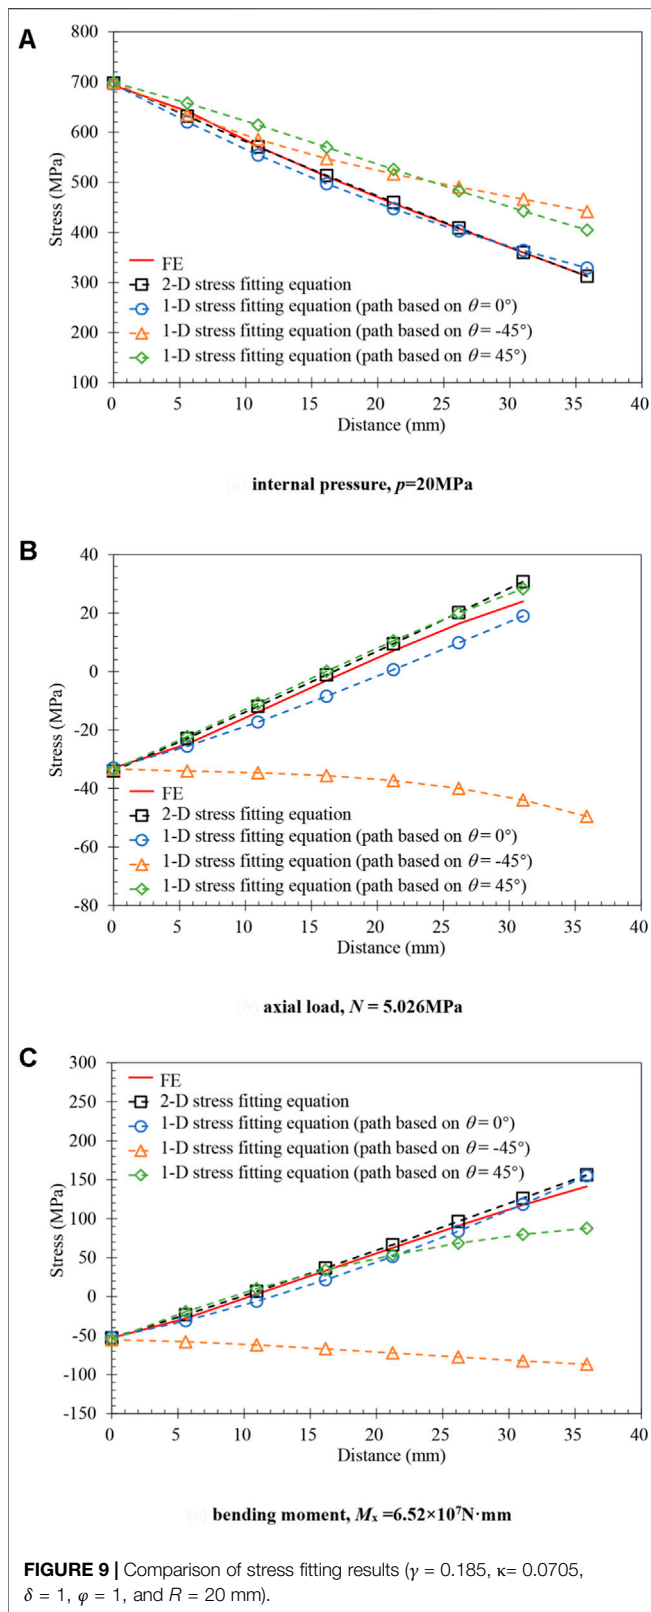 A
800
700
600
500
400
300
200
100
Stress (MPa)
FE
2-D stress fitting equation
1-D stress fitting equation (path based on θ= 0°)
1-D stress fitting equation (path based on θ= -45°)
1-D stress fitting equation (path based on θ= 45°)
0 5 10 15 20 25 30 35 40
Distance (mm)
(a) internal pressure, p=20MPa
B
40
20
0
-20
-40
-60
-80
Stress (MPa)
FE
2-D stress fitting equation
1-D stress fitting equation (path based on θ= 0°)
1-D stress fitting equation (path based on θ= -45°)
1-D stress fitting equation (path based on θ= 45°)
0 5 10 15 20 25 30 35 40
Distance (mm)
(b) axial load, N = 5.026MPa
C
300
250
200
150
100
50
0
-50
-100
-150
Stress (MPa)
FE
2-D stress fitting equation
1-D stress fitting equation (path based on θ= 0°)
1-D stress fitting equation (path based on θ= -45°)
1-D stress fitting equation (path based on θ= 45°)
0 5 10 15 20 25 30 35 40
Distance (mm)
(c) bending moment, Mₓ =6.52×10⁷N·mm
FIGURE 9 | Comparison of stress fitting results (γ = 0.185, κ= 0.0705,
δ = 1, φ = 1, and R = 20 mm).